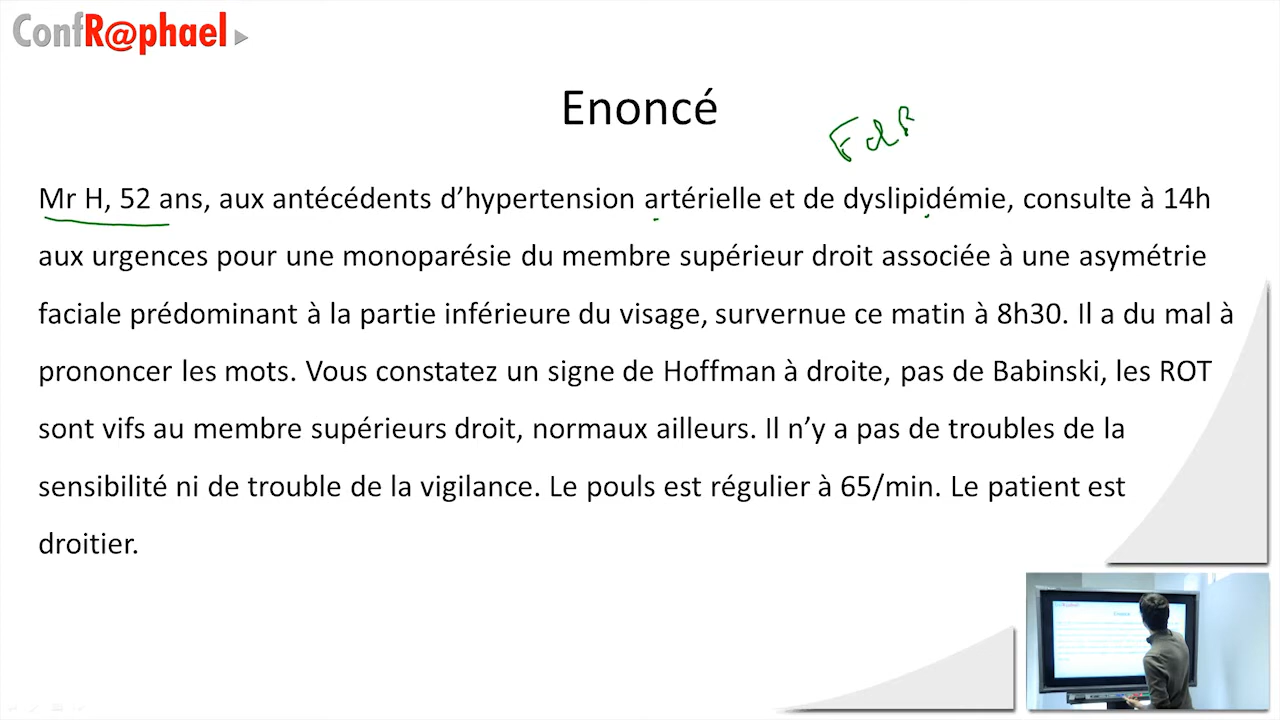 ConfR@phael
Enoncé
FdR
Mr H, 52 ans, aux antécédents d’hypertension artérielle et de dyslipidémie, consulte à 14h
aux urgences pour une monoparésie du membre supérieur droit associée à une asymétrie
faciale prédominant à la partie inférieure du visage, survernue ce matin à 8h30. Il a du mal à
prononcer les mots. Vous constatez un signe de Hoffman à droite, pas de Babinski, les ROT
sont vifs au membre supérieurs droit, normaux ailleurs. Il n’y a pas de troubles de la
sensibilité ni de trouble de la vigilance. Le pouls est régulier à 65/min. Le patient est
droitier.